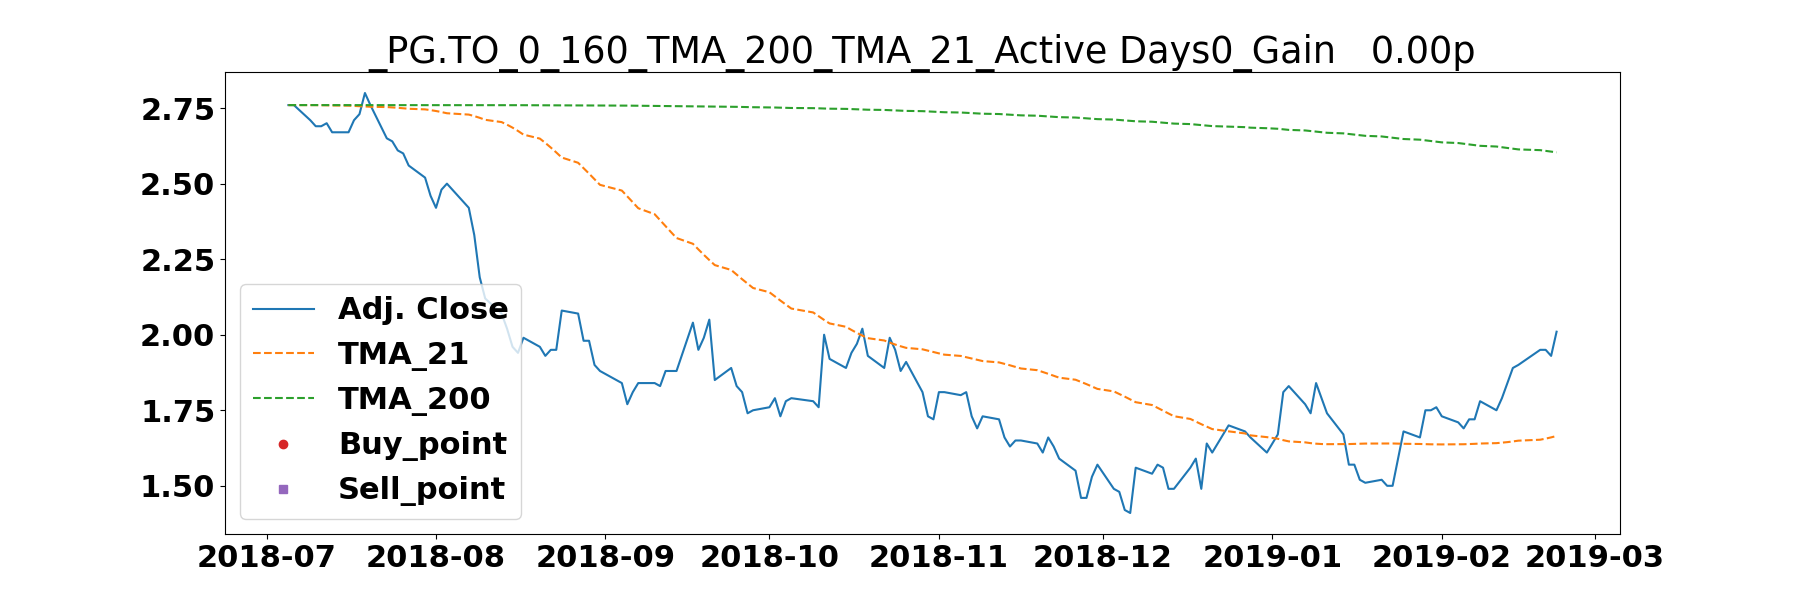 _PG.TO_0_160_TMA_200_TMA_21_Active Days0_Gain   0.00p
2.75
2.50
2.25
2.00
1.75
1.50
Adj. Close
TMA_21
TMA_200
Buy_point
Sell_point
2018-07 2018-08 2018-09 2018-10 2018-11 2018-12 2019-01 2019-02 2019-03